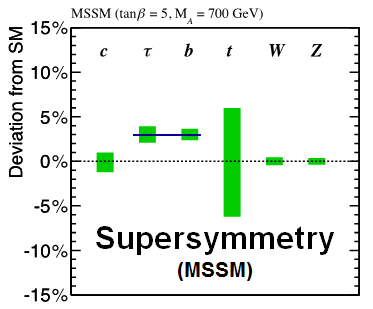 MSSM (tanβ = 5, M_A = 700 GeV)
Deviation from SM
15%
10%
5%
0%
-5%
-10%
-15%
c τ b t W Z
Supersymmetry
(MSSM)